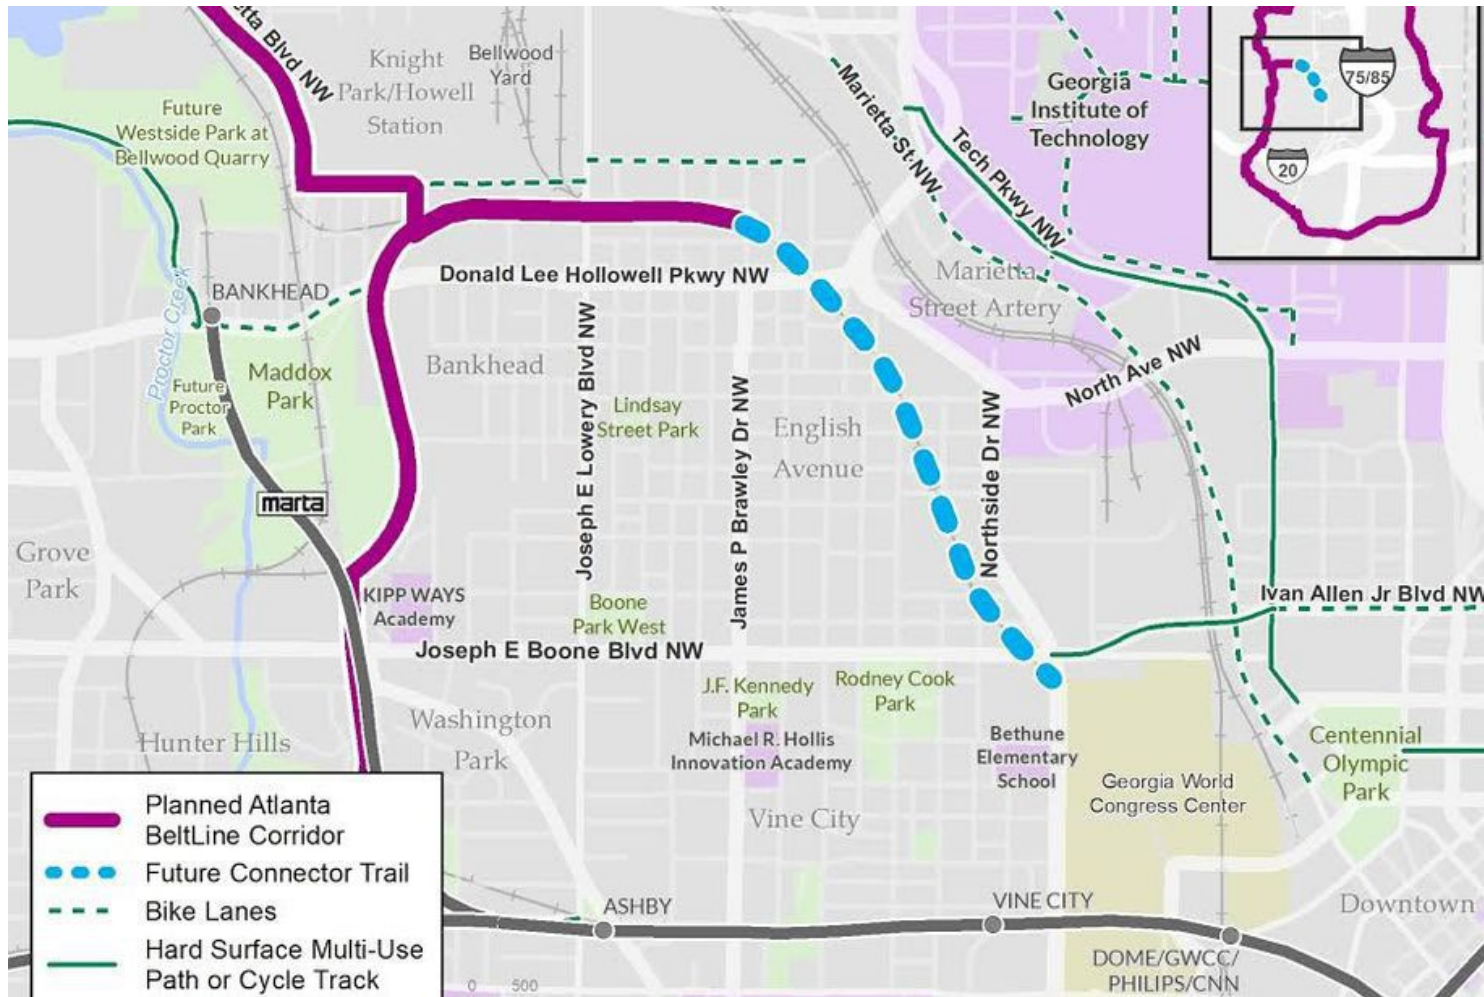 etta Blvd NW
Knight
Park/Howell
Station
Bellwood
Yard
Future
Westside Park at
Bellwood Quarry
Marietta St NW
Georgia
Institute of
Technology
Tech Pkwy NW
75/85
20
Proctor Creek
BANKHEAD
Donald Lee Hollowell Pkwy NW
Marietta
Street Artery
Future
Proctor
Park
Maddox
Park
Bankhead
Joseph E Lowery Blvd NW
Lindsay
Street Park
James P Brawley Dr NW
English
Avenue
Northside Dr NW
North Ave NW
marta
Grove
Park
KIPP WAYS
Academy
Boone
Park West
Ivan Allen Jr Blvd NW
Joseph E Boone Blvd NW
J.F. Kennedy
Park
Rodney Cook
Park
Washington
Park
Hunter Hills
Michael R. Hollis
Innovation Academy
Bethune
Elementary
School
Georgia World
Congress Center
Centennial
Olympic
Park
Vine City
Planned Atlanta
BeltLine Corridor
Future Connector Trail
Bike Lanes
Hard Surface Multi-Use
Path or Cycle Track
ASHBY
VINE CITY
Downtown
DOME/GWCC/
PHILIPS/CNN
0 500